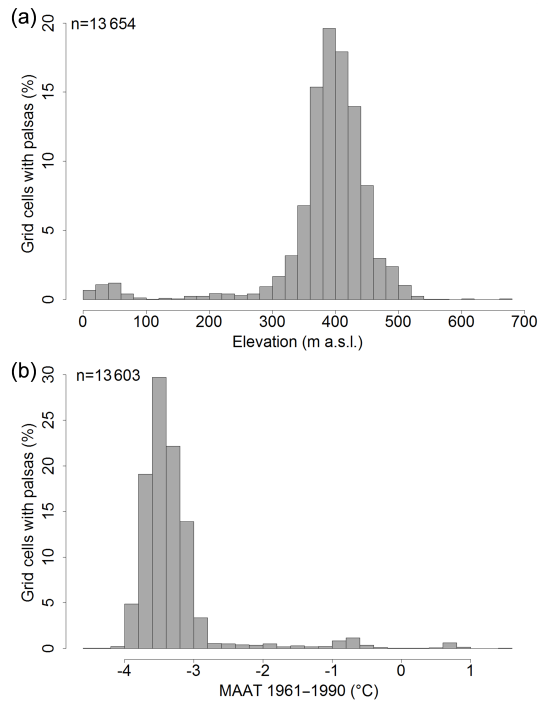 (a)
n=13 654
Grid cells with palsas (%)
20
15
10
5
0
0 100 200 300 400 500 600 700
Elevation (m a.s.l.)
(b)
n=13 603
Grid cells with palsas (%)
30
25
20
15
10
5
0
-4 -3 -2 -1 0 1
MAAT 1961–1990 (°C)